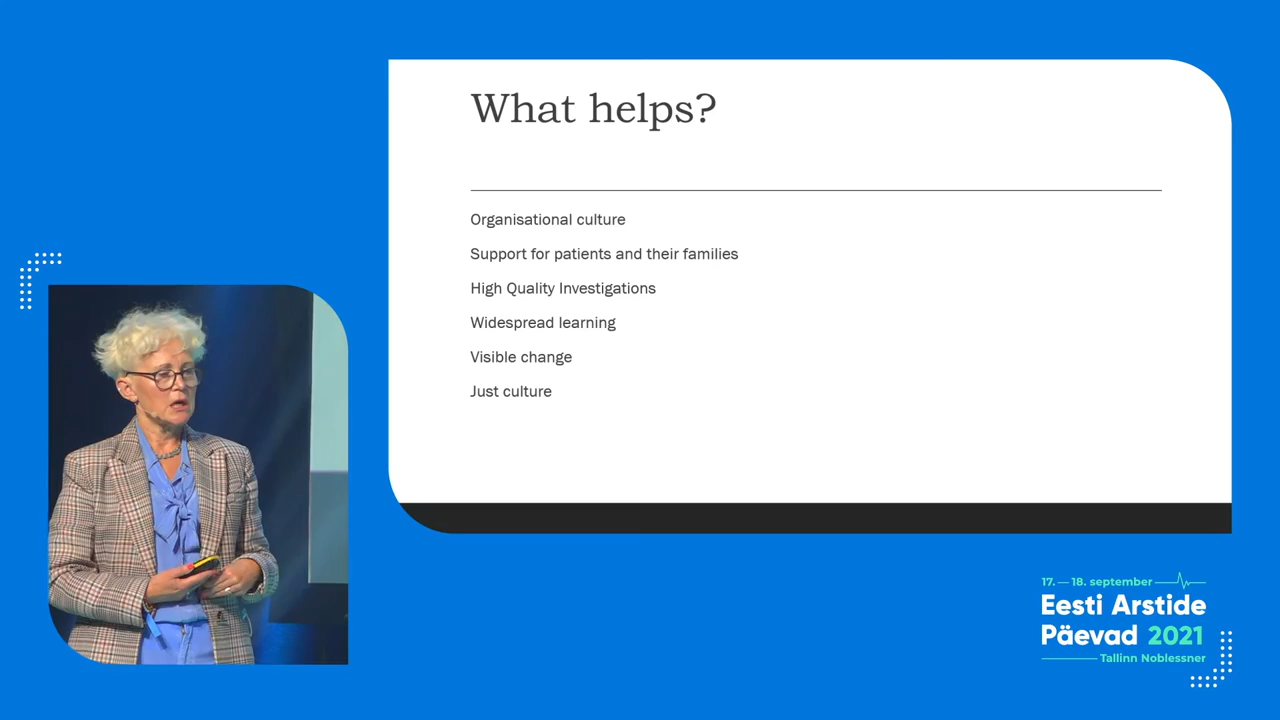 What helps?
Organisational culture
Support for patients and their families
High Quality Investigations
Widespread learning
Visible change
Just culture
17. — 18. september
Eesti Arstide
Päevad 2021
Tallinn Noblessner